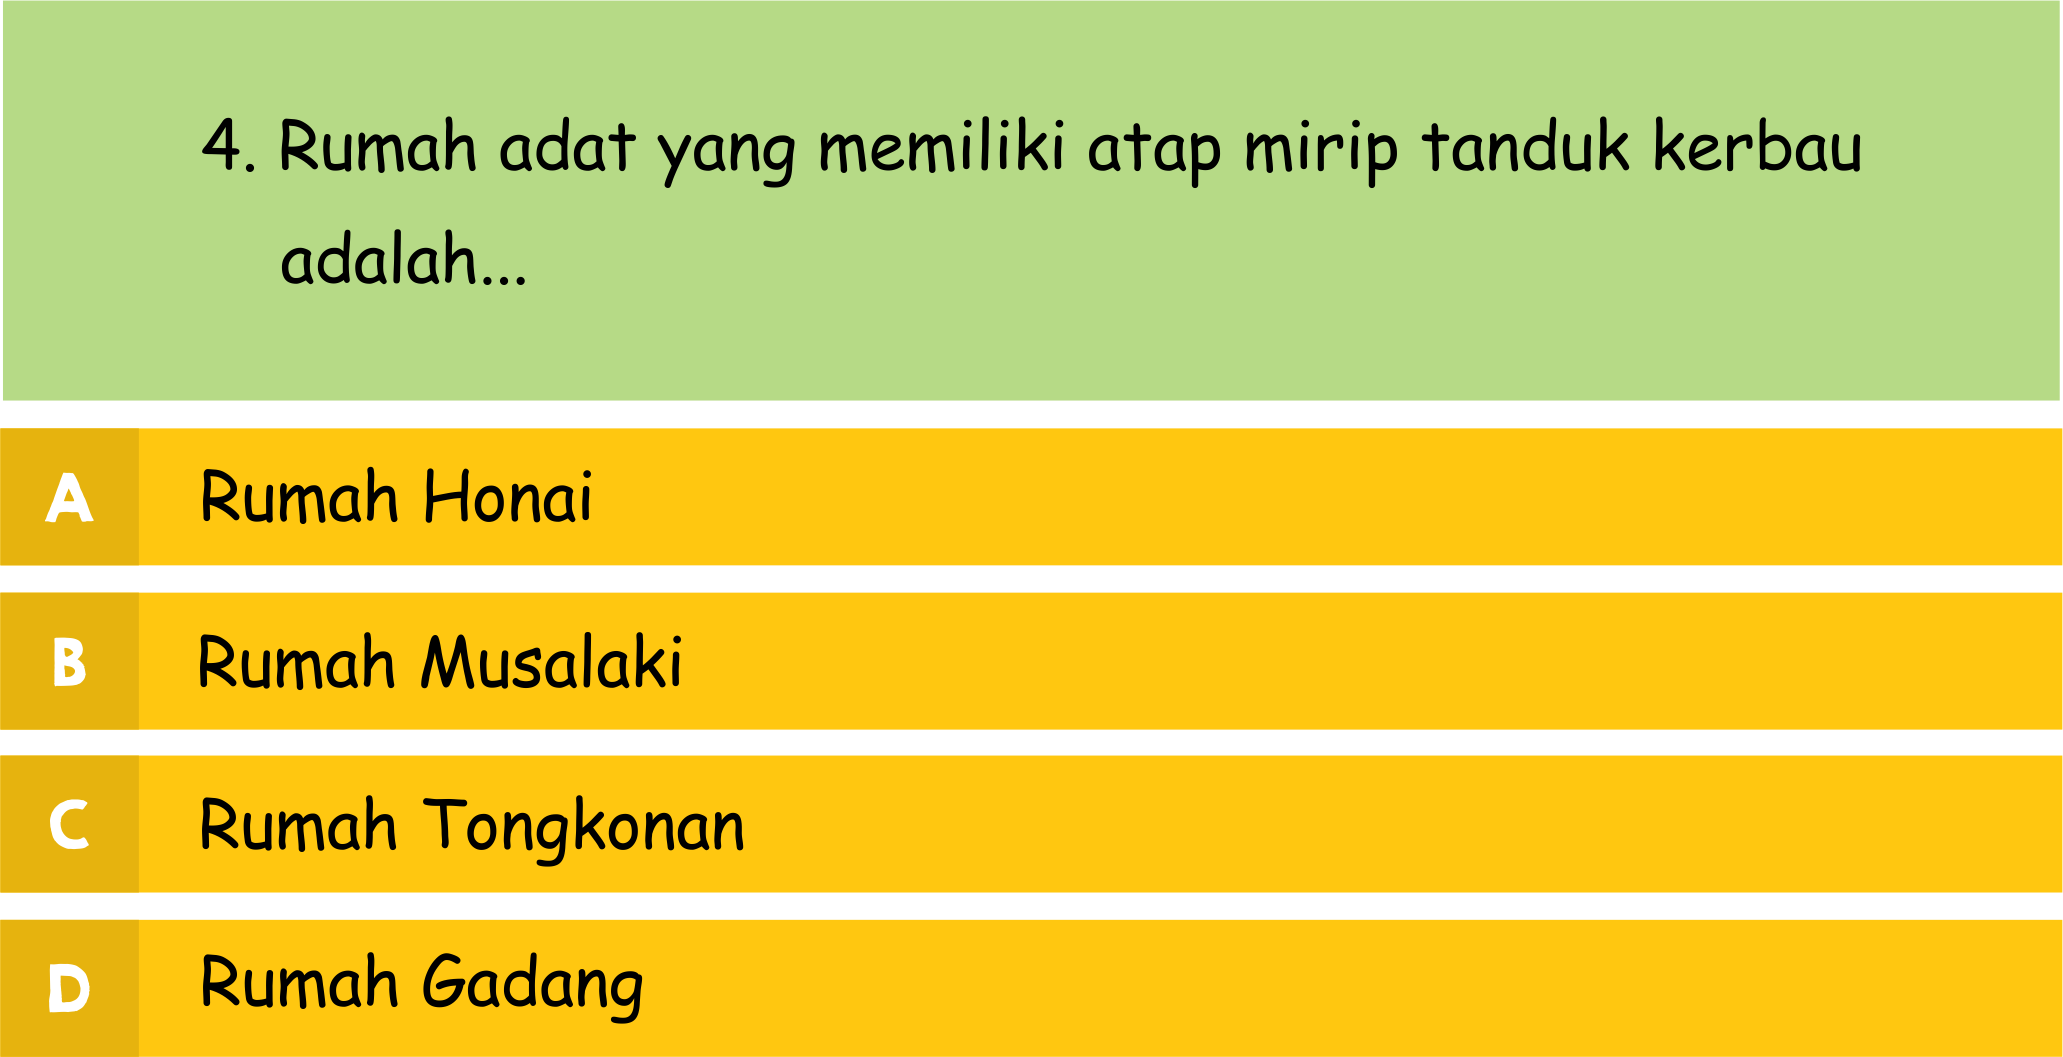 4. Rumah adat yang memiliki atap mirip tanduk kerbau
adalah...
A Rumah Honai
B Rumah Musalaki
C Rumah Tongkonan
D Rumah Gadang